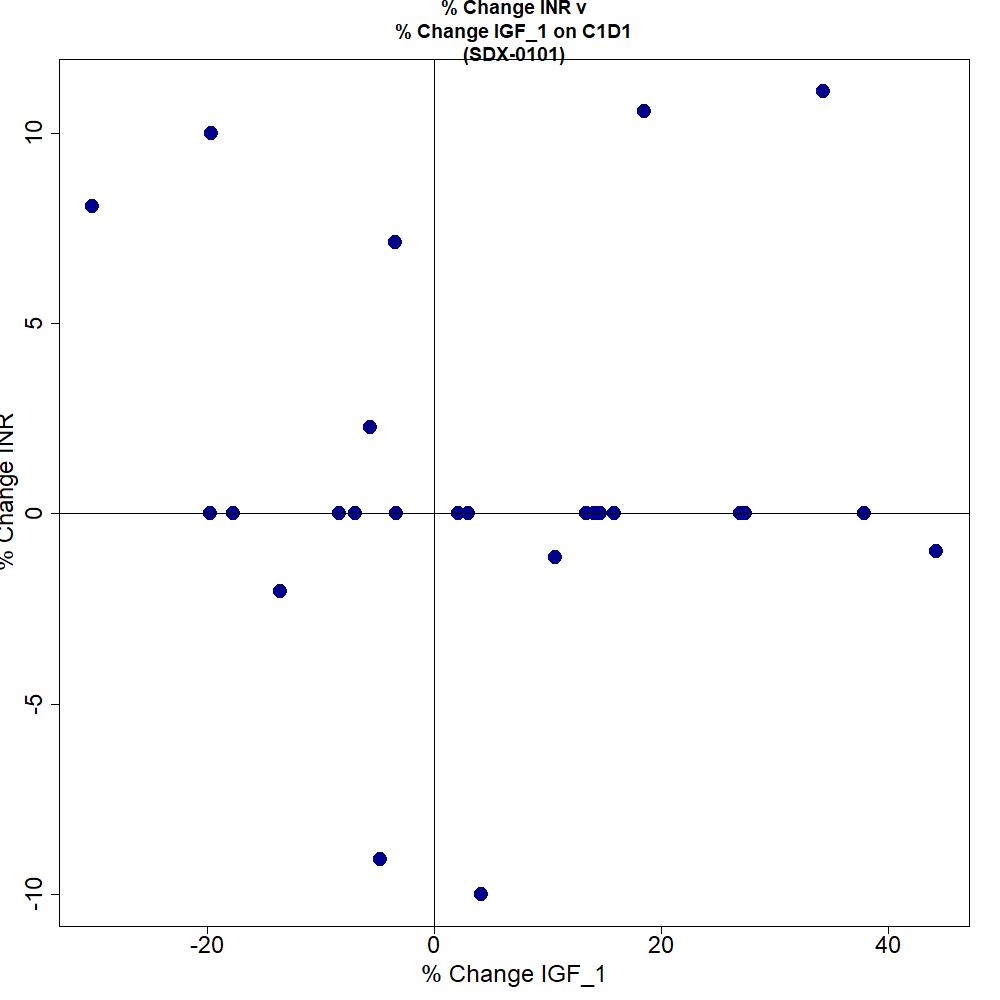 % Change INR v
% Change IGF_1 on C1D1
(SDX-0101)
10
5
0
-5
-10
% Change INR
-20
0
20
40
% Change IGF_1